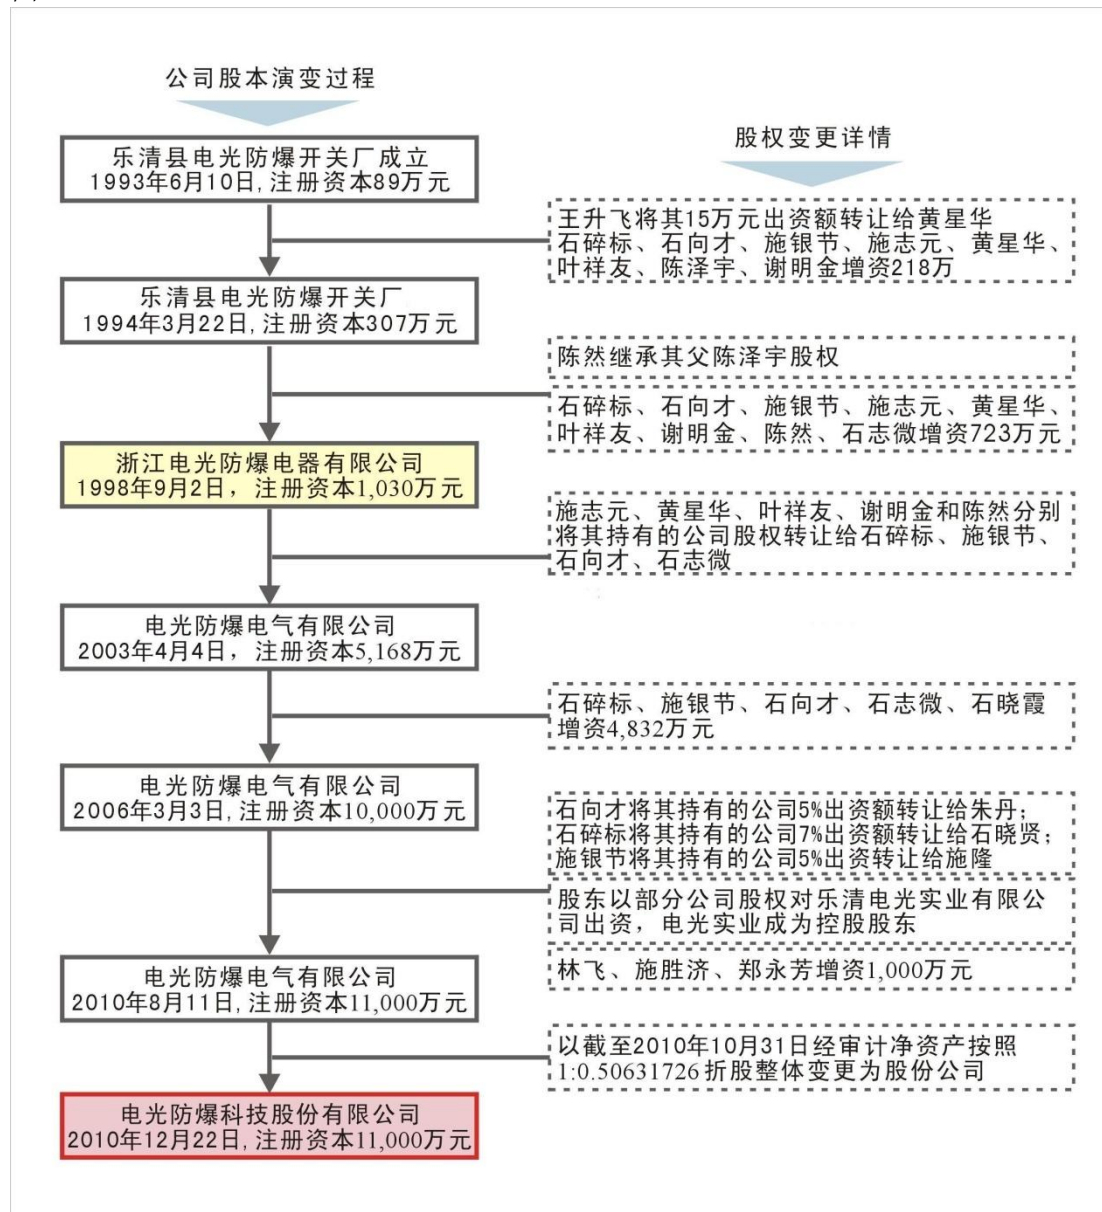 公司股本演变过程
股权变更详情
乐清县电光防爆开关厂成立
1993年6月10日,注册资本89万元
王升飞将其15万元出资额转让给黄星华
石碎标、石向才、施银节、施志元、黄星华、
叶祥友、陈泽宇、谢明金增资218万
乐清县电光防爆开关厂
1994年3月22日,注册资本307万元
陈然继承其父陈泽宇股权
石碎标、石向才、施银节、施志元、黄星华、
叶祥友、谢明金、陈然、石志微增资723万元
浙江电光防爆电器有限公司
1998年9月2日，注册资本1,030万元
施志元、黄星华、叶祥友、谢明金和陈然分别
将其持有的公司股权转让给石碎标、施银节、
石向才、石志微
电光防爆电气有限公司
2003年4月4日，注册资本5,168万元
石碎标、施银节、石向才、石志微、石晓霞
增资4,832万元
电光防爆电气有限公司
2006年3月3日,注册资本10,000万元
石向才将其持有的公司5%出资额转让给朱丹；
石碎标将其持有的公司7%出资额转让给石晓贤；
施银节将其持有的公司5%出资转让给施隆
股东以部分公司股权对乐清电光实业有限公
司出资，电光实业成为控股股东
林飞、施胜济、郑永芳增资1,000万元
电光防爆电气有限公司
2010年8月11日,注册资本11,000万元
以截至2010年10月31日经审计净资产按照
1:0.50631726折股整体变更为股份公司
电光防爆科技股份有限公司
2010年12月22日,注册资本11,000万元